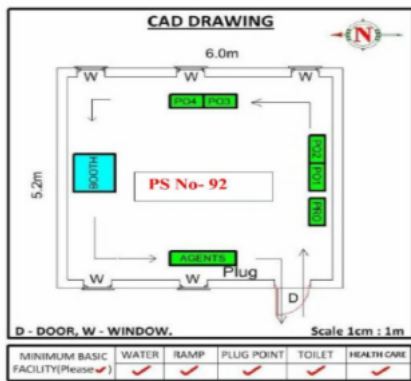 CAD DRAWING
N
6.0m
W W W
PO4 PO3
5.2m
BOOTH
PS No- 92
PO2 PO1
PRO
AGENTS
Plug
W W
D
D - DOOR, W - WINDOW. Scale 1cm : 1m
MINIMUM BASIC FACILITY(Please ✓) WATER RAMP PLUG POINT TOILET HEALTH CARE
✓ ✓ ✓ ✓ ✓